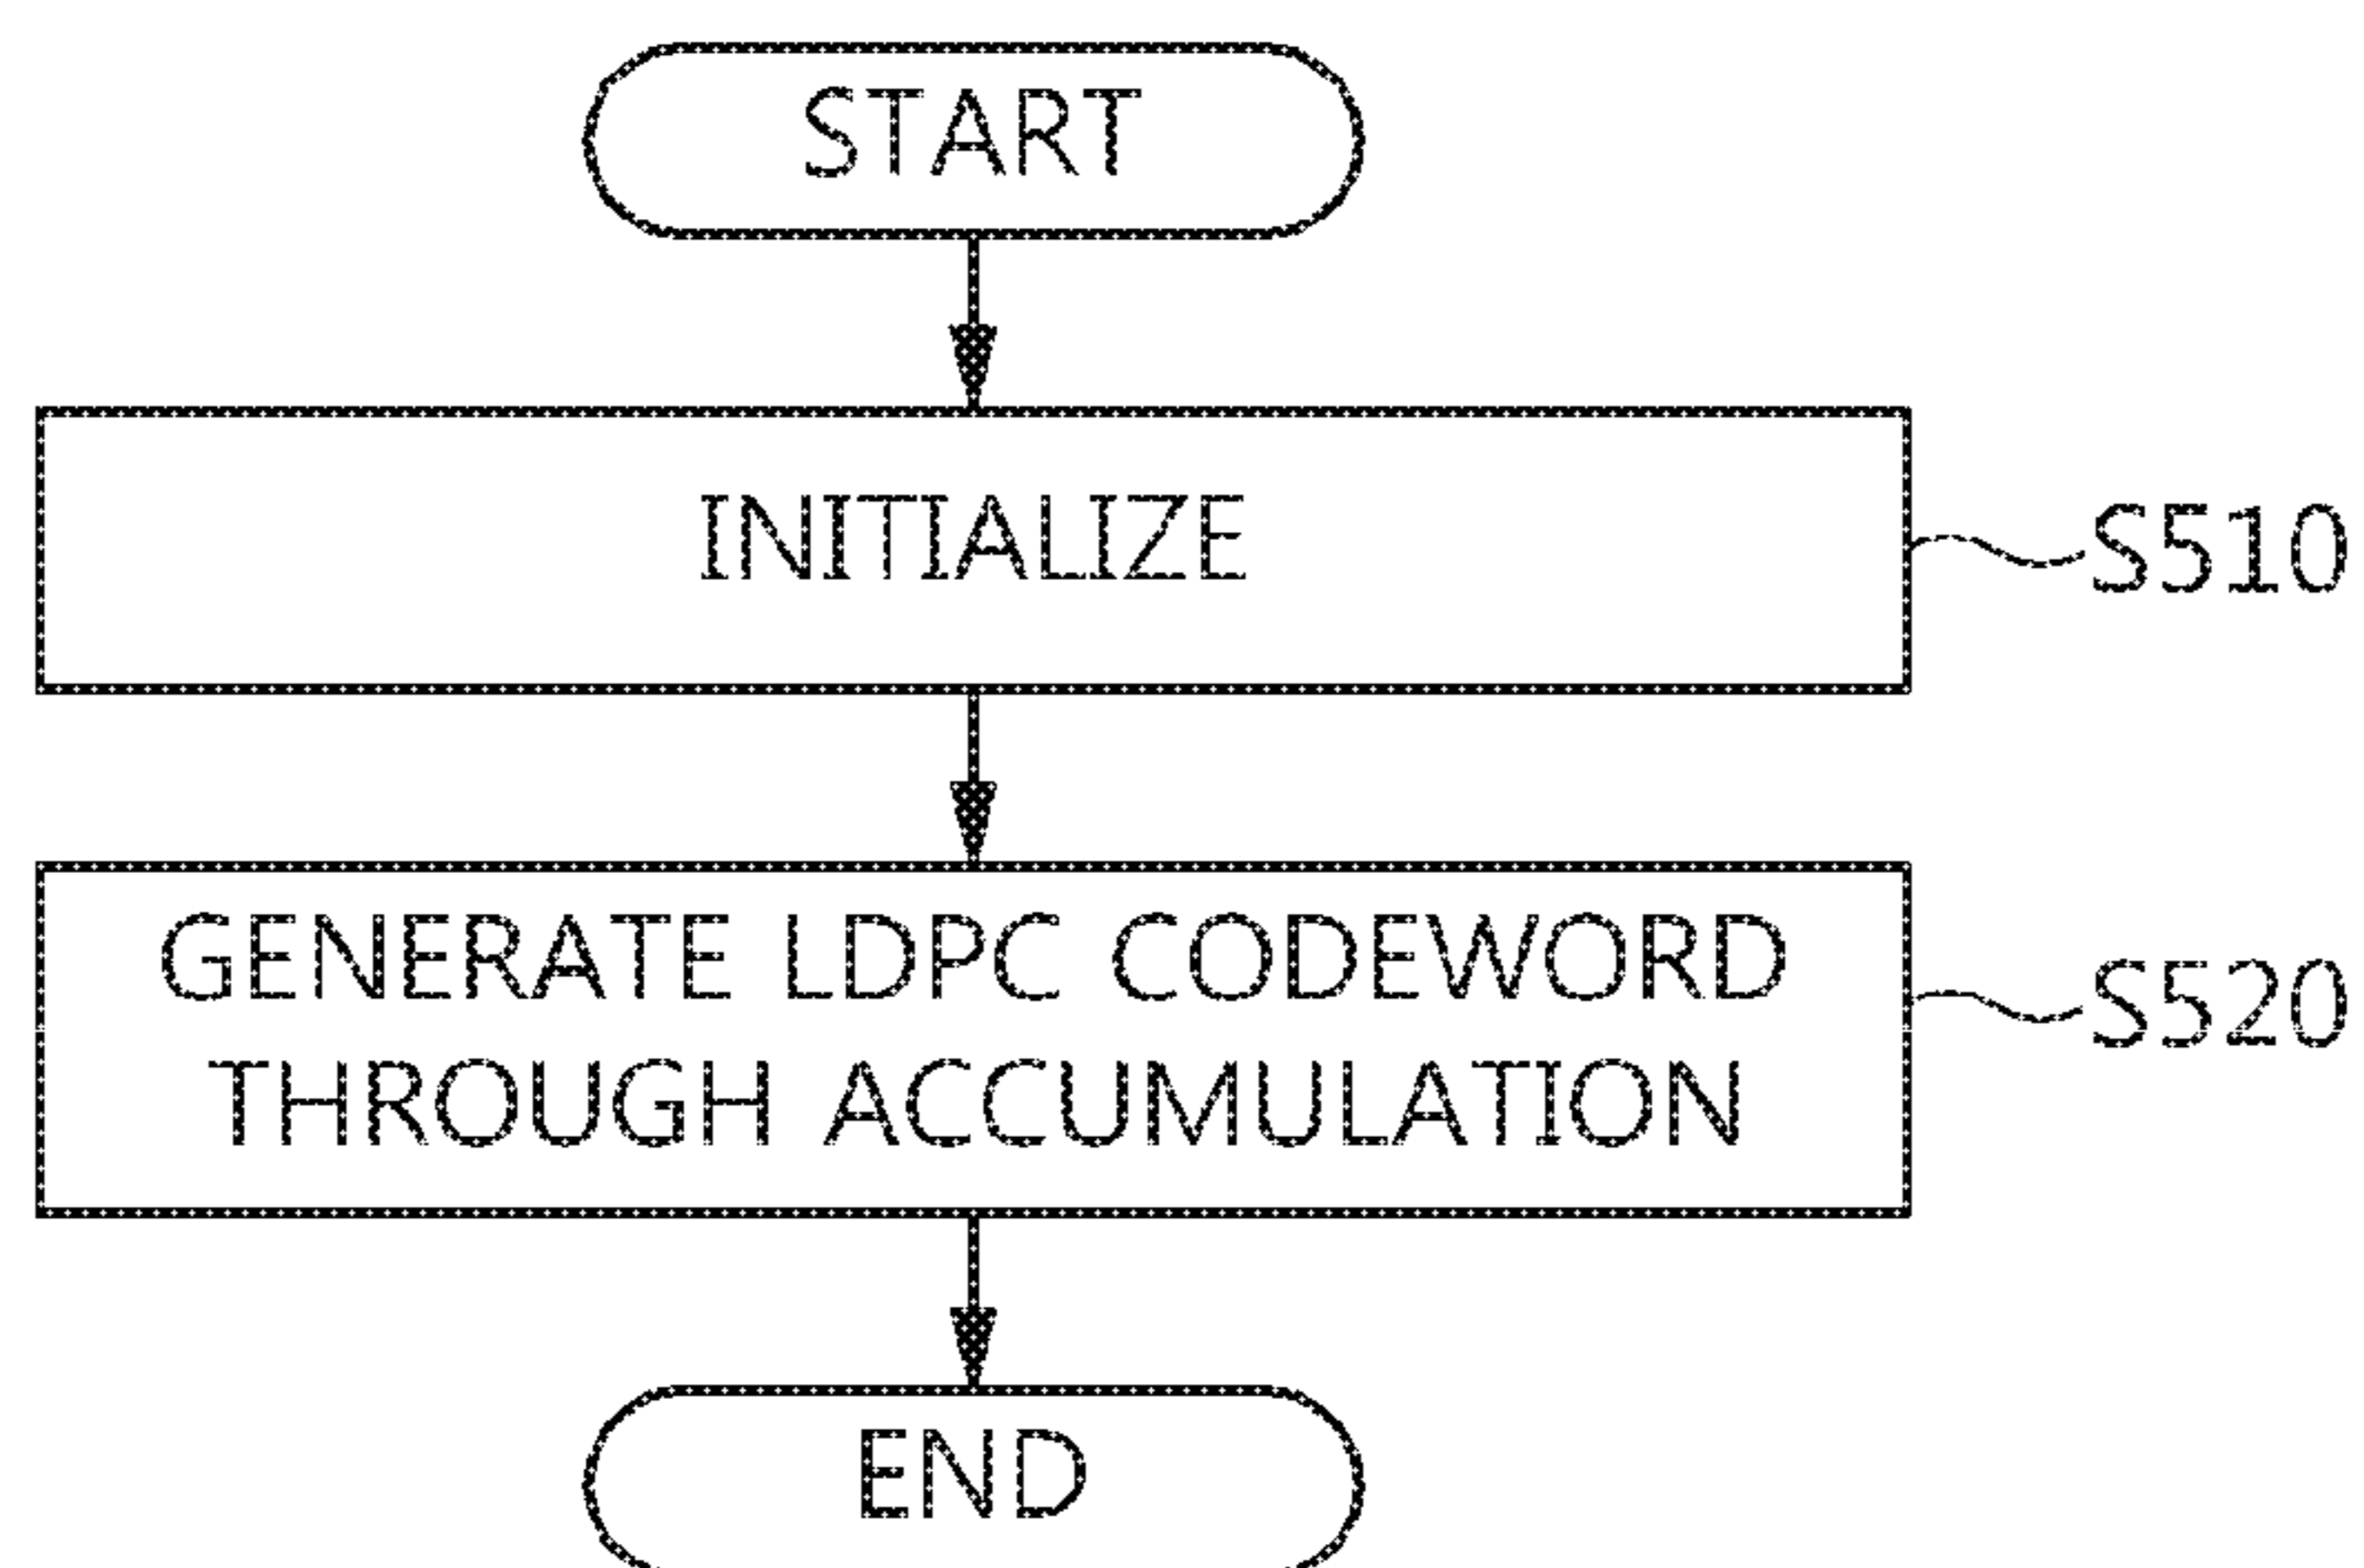 START
INITIALIZE
S510
GENERATE LDPC CODEWORD
THROUGH ACCUMULATION
S520
END